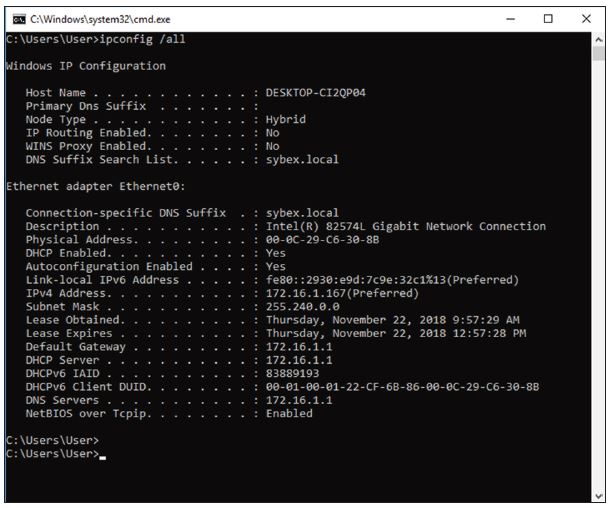 C:\Windows\system32\cmd.exe
C:\Users\User>ipconfig /all
Windows IP Configuration
Host Name . . . . . . . . . . . . : DESKTOP-CI2QP04
Primary Dns Suffix . . . . . . . :
Node Type . . . . . . . . . . . . : Hybrid
IP Routing Enabled. . . . . . . . : No
WINS Proxy Enabled. . . . . . . . : No
DNS Suffix Search List. . . . . . : sybex.local
Ethernet adapter Ethernet0:
Connection-specific DNS Suffix . : sybex.local
Description . . . . . . . . . . . : Intel(R) 82574L Gigabit Network Connection
Physical Address. . . . . . . . . : 00-0C-29-C6-30-8B
DHCP Enabled. . . . . . . . . . . : Yes
Autoconfiguration Enabled . . . . : Yes
Link-local IPv6 Address . . . . . : fe80::2930:e9d:7c9e:32c1%13(Preferred)
IPv4 Address. . . . . . . . . . . : 172.16.1.167(Preferred)
Subnet Mask . . . . . . . . . . . : 255.240.0.0
Lease Obtained. . . . . . . . . . : Thursday, November 22, 2018 9:57:29 AM
Lease Expires . . . . . . . . . . : Thursday, November 22, 2018 12:57:28 PM
Default Gateway . . . . . . . . . : 172.16.1.1
DHCP Server . . . . . . . . . . . : 172.16.1.1
DHCPv6 IAID . . . . . . . . . . . : 83889193
DHCPv6 Client DUID. . . . . . . . : 00-01-00-01-22-CF-6B-86-00-0C-29-C6-30-8B
DNS Servers . . . . . . . . . . . : 172.16.1.1
NetBIOS over Tcpip. . . . . . . . : Enabled
C:\Users\User>
C:\Users\User>_